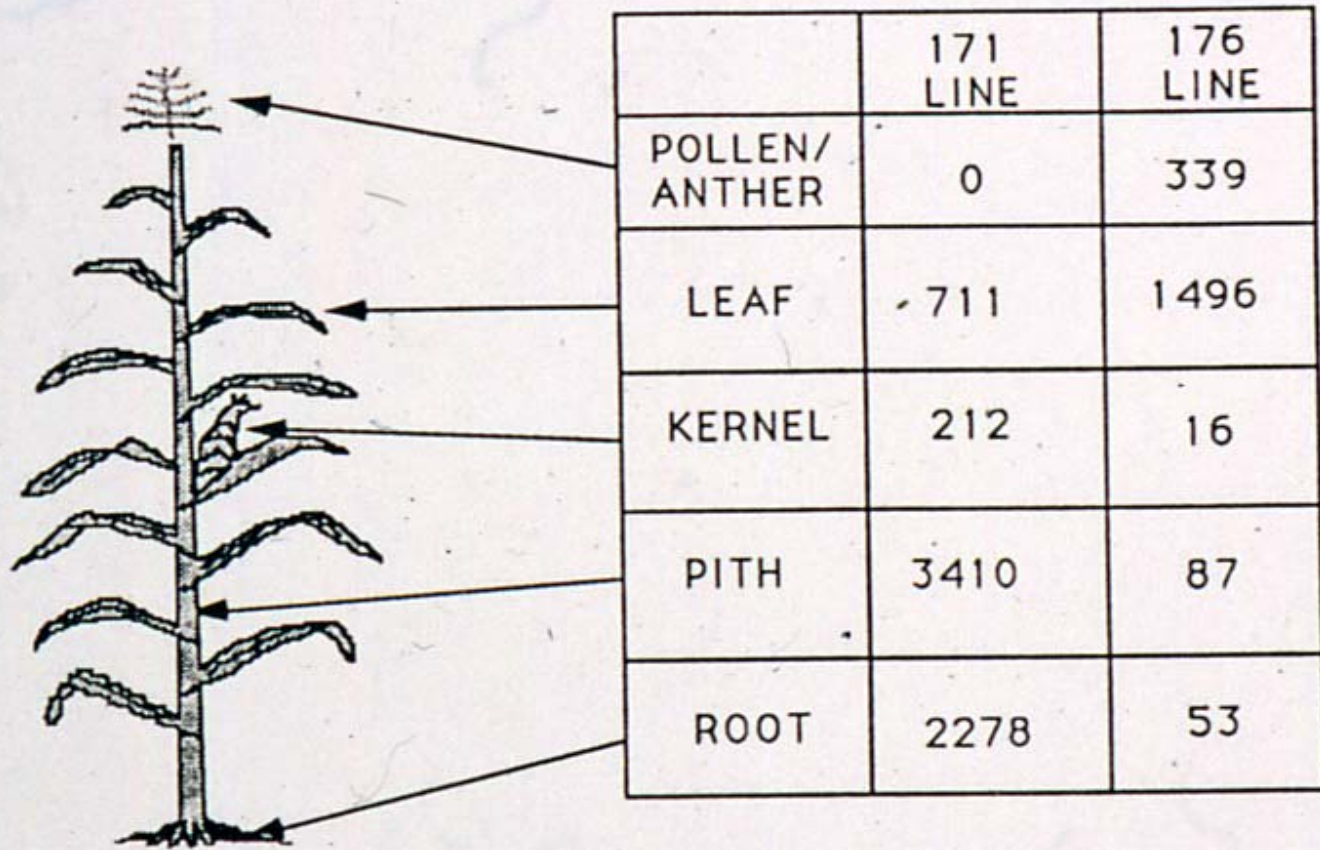 171 LINE
176 LINE
POLLEN/ANTHER 0 339
LEAF 711 1496
KERNEL 212 16
PITH 3410 87
ROOT 2278 53